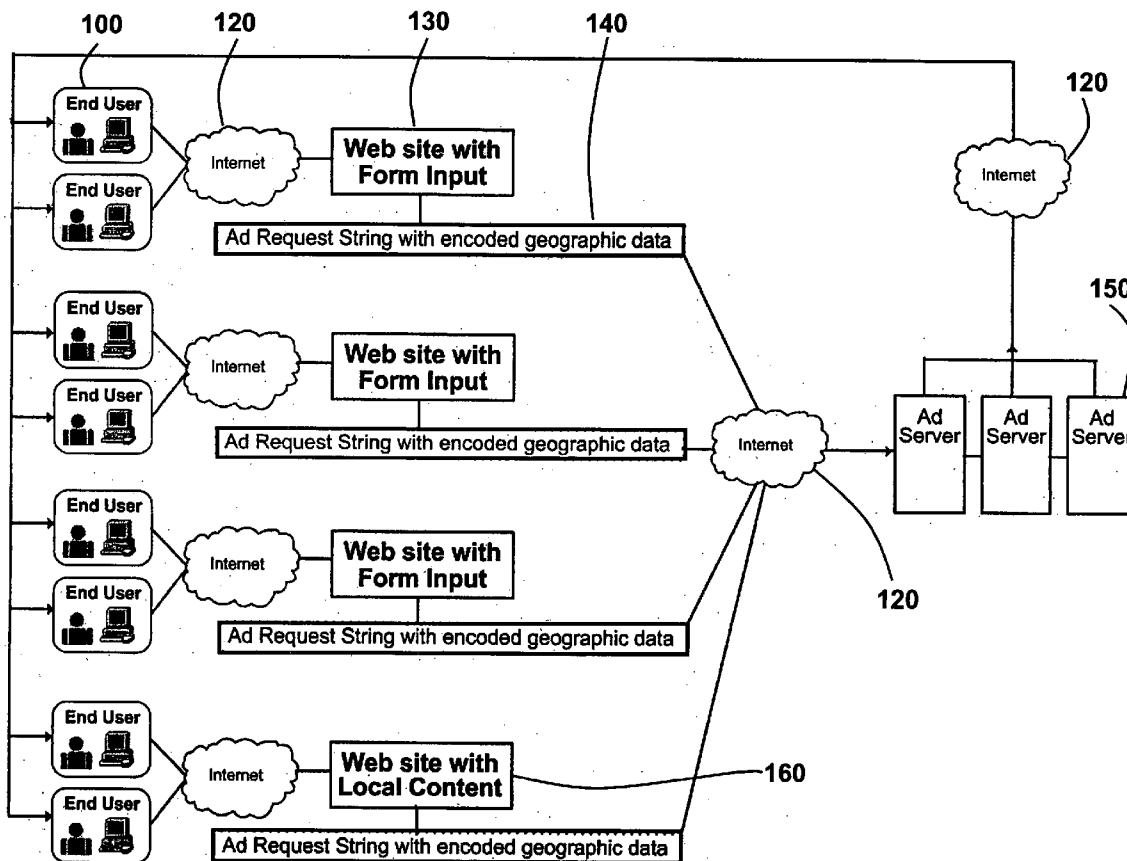 100
120
130
140
120
End User
Internet
Web site with
Form Input
Internet
End User
Ad Request String with encoded geographic data
150
End User
Internet
Web site with
Form Input
End User
Ad Request String with encoded geographic data
Internet
Ad
Server
Ad
Server
Ad
Server
End User
Internet
Web site with
Form Input
120
End User
Ad Request String with encoded geographic data
End User
Internet
Web site with
Local Content
160
End User
Ad Request String with encoded geographic data